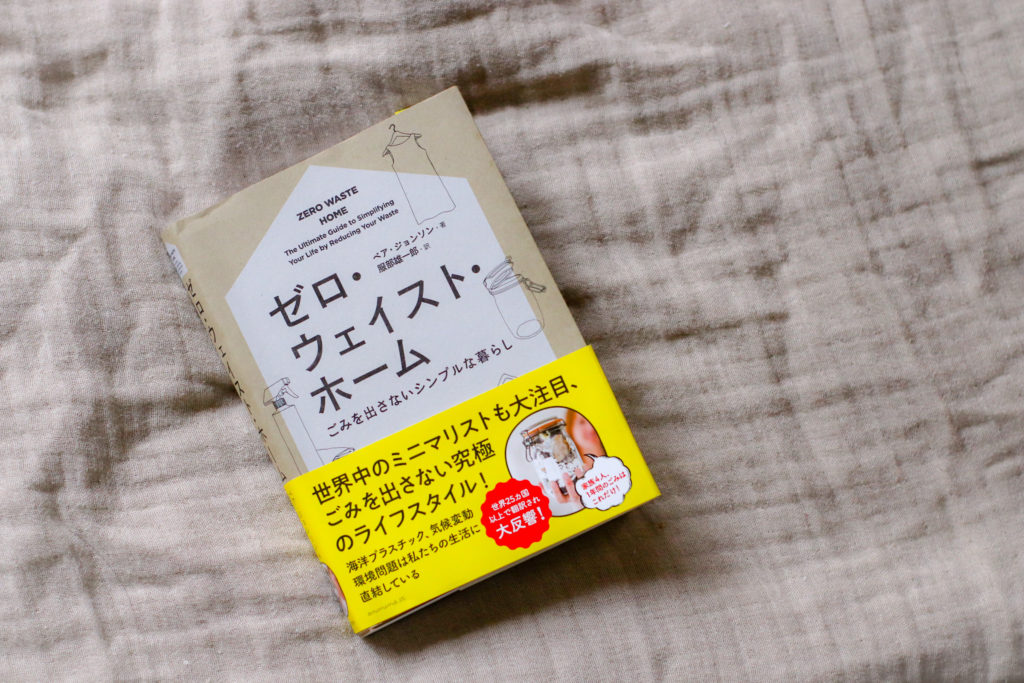 ZERO WASTE
HOME
The Ultimate Guide to Simplifying
Your Life by Reducing Your Waste
ベア・ジョンソン・著
服部雄一郎・訳
ゼロ・
ウェイスト・
ホーム
ごみを出さないシンプルな暮らし
世界中のミニマリストも大注目、
ごみを出さない究極
のライフスタイル！
海洋プラスチック、気候変動
環境問題は私たちの生活に
直結している
世界25カ国
以上で翻訳され
大反響！
家族4人、
1年間のごみは
これだけ！
ゼロ・ウェイスト